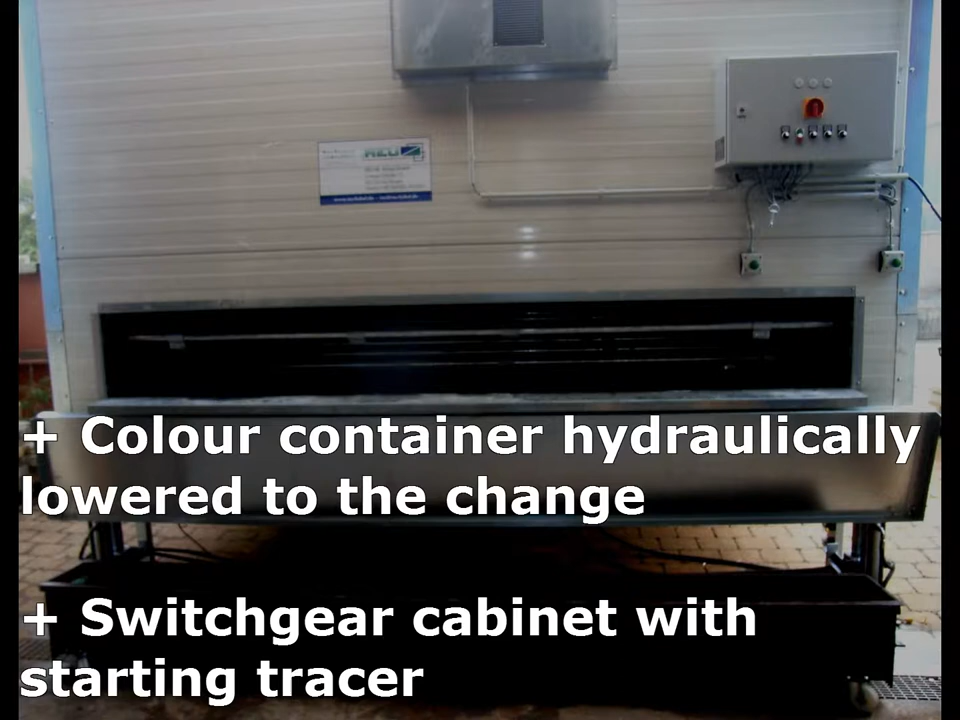 + Colour container hydraulically
lowered to the change
+ Switchgear cabinet with
starting tracer